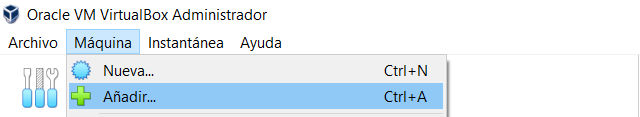 Oracle VM VirtualBox Administrador
Archivo Máquina Instantánea Ayuda
Nueva... Ctrl+N
Añadir... Ctrl+A